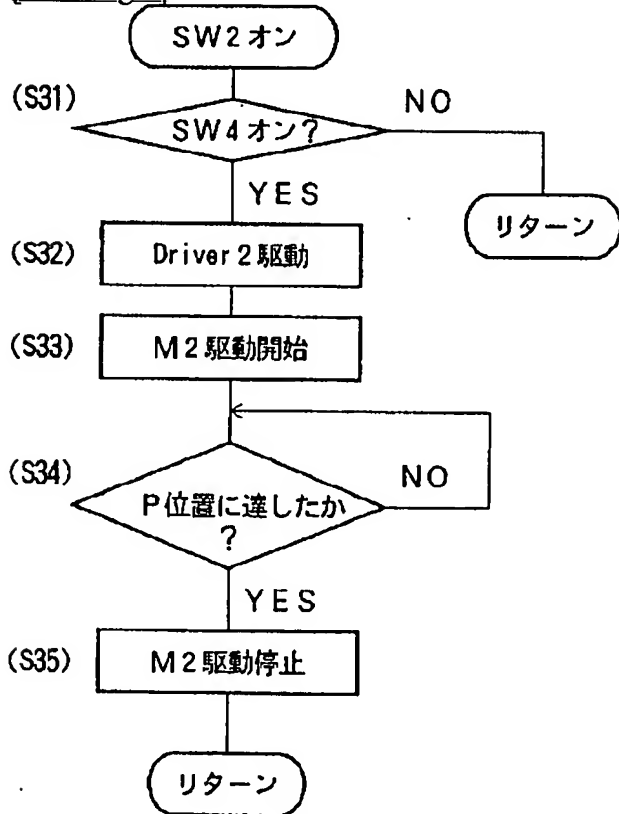 SW2オン
(S31)
SW4オン?
NO
YES
リターン
(S32)
Driver2駆動
(S33)
M2駆動開始
(S34)
P位置に達したか
?
NO
YES
(S35)
M2駆動停止
リターン